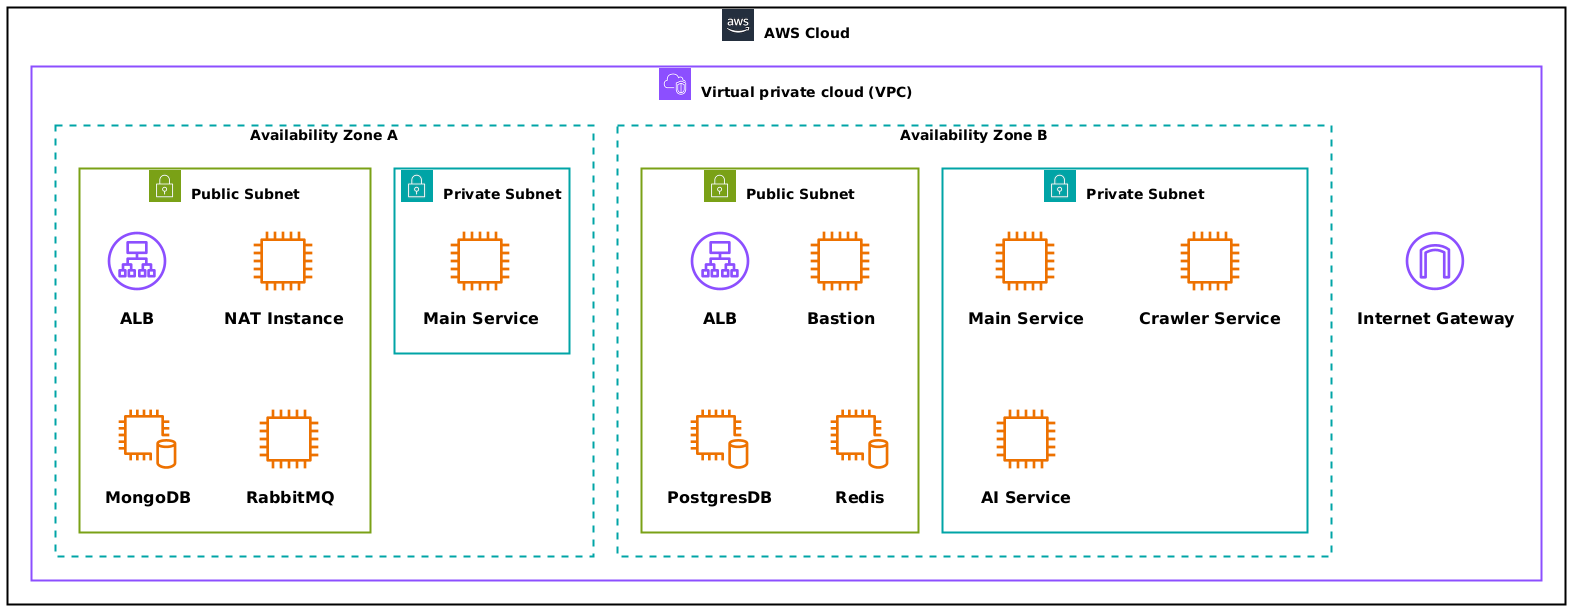 aws
AWS Cloud
Virtual private cloud (VPC)
Availability Zone A
Public Subnet
ALB
NAT Instance
MongoDB
RabbitMQ
Private Subnet
Main Service
Availability Zone B
Public Subnet
ALB
Bastion
PostgresDB
Redis
Private Subnet
Main Service
Crawler Service
AI Service
Internet Gateway